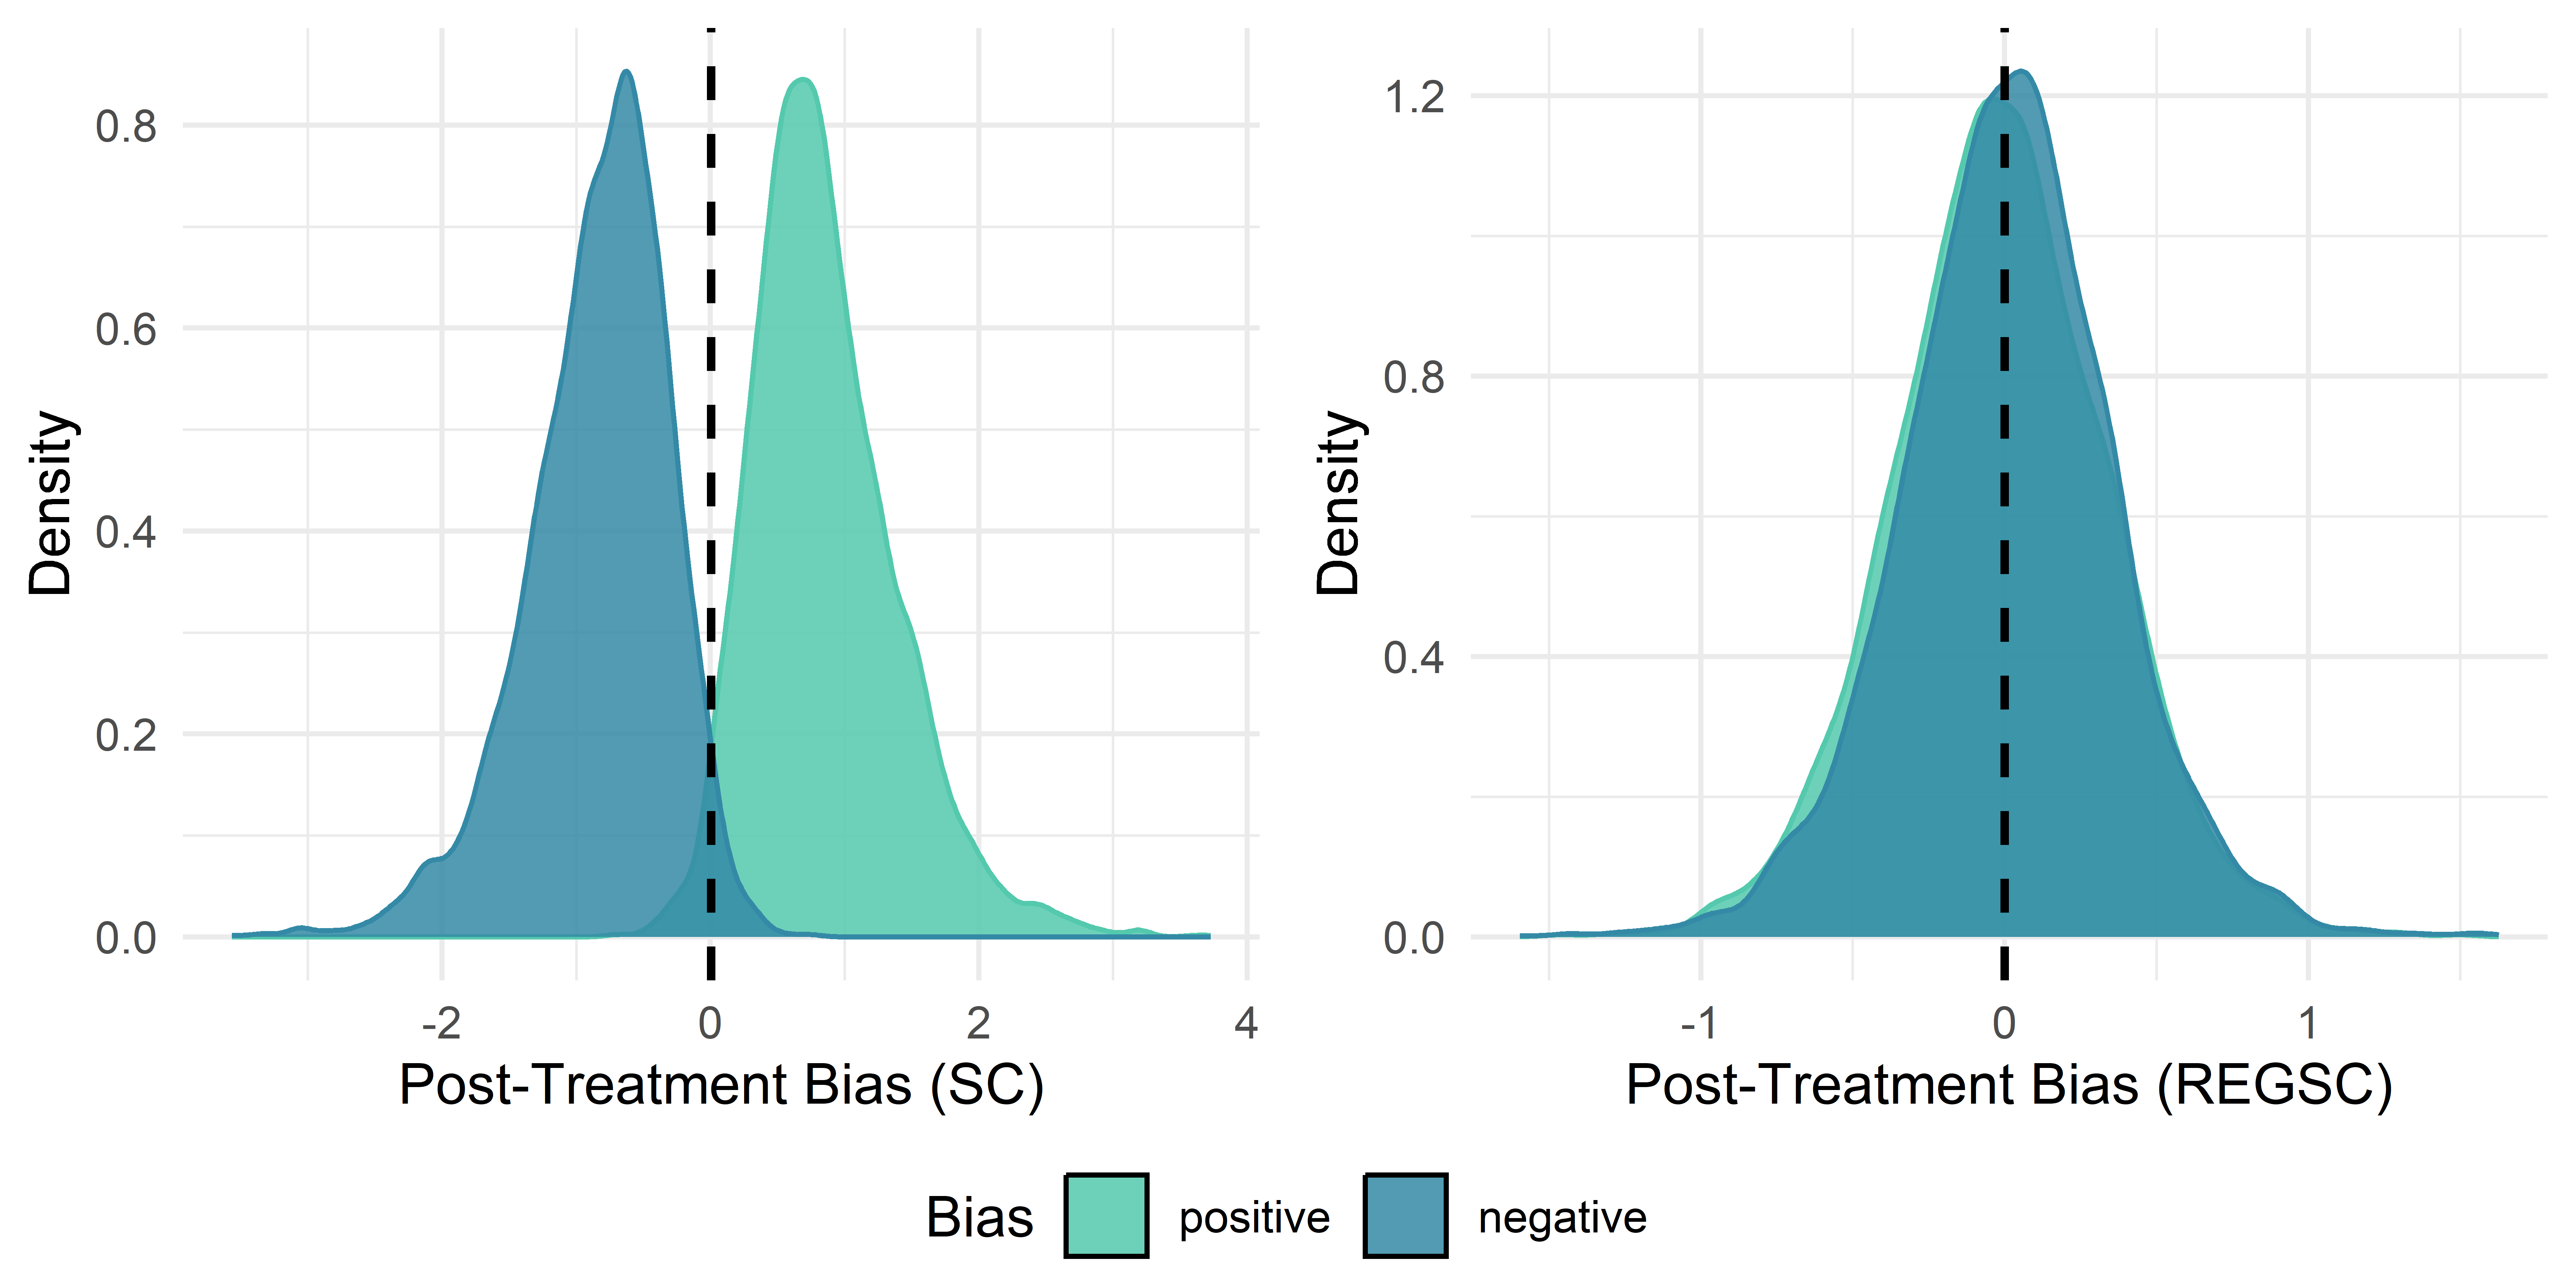 Density
0.8
0.6
0.4
0.2
0.0
-2 0 2 4
Post-Treatment Bias (SC)
Density
1.2
0.8
0.4
0.0
-1 0 1
Post-Treatment Bias (REGSC)
Bias positive negative